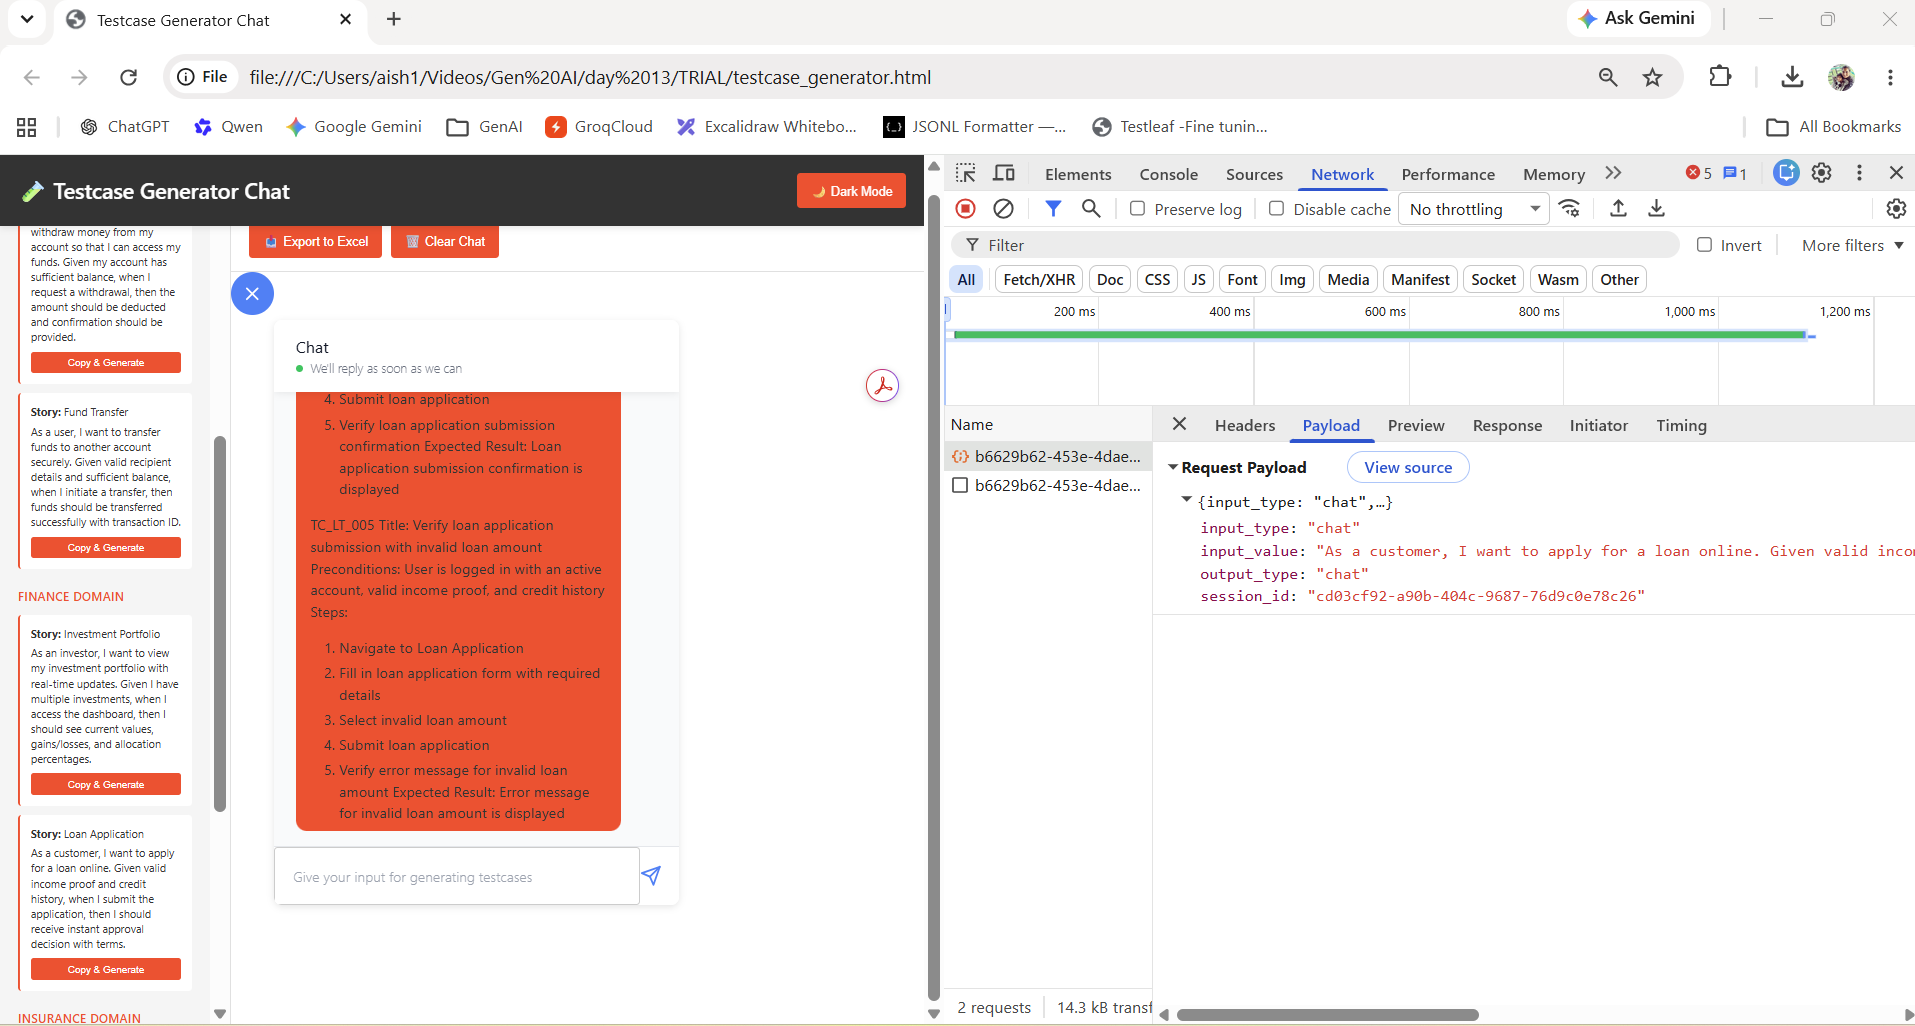 Testcase Generator Chat
Ask Gemini
File
file:///C:/Users/aish1/Videos/Gen%20AI/day%2013/TRIAL/testcase_generator.html
ChatGPT
Qwen
Google Gemini
GenAI
GroqCloud
Excalidraw Whitebo...
JSONL Formatter —...
Testleaf -Fine tunin...
All Bookmarks
Testcase Generator Chat
Dark Mode
withdraw money from my
account so that I can access my
funds. Given my account has
sufficient balance, when I
request a withdrawal, then the
amount should be deducted
and confirmation should be
provided.
Copy & Generate
Story: Fund Transfer
As a user, I want to transfer
funds to another account
securely. Given valid recipient
details and sufficient balance,
when I initiate a transfer, then
funds should be transferred
successfully with transaction ID.
Copy & Generate
FINANCE DOMAIN
Story: Investment Portfolio
As an investor, I want to view
my investment portfolio with
real-time updates. Given I have
multiple investments, when I
access the dashboard, then I
should see current values,
gains/losses, and allocation
percentages.
Copy & Generate
Story: Loan Application
As a customer, I want to apply
for a loan online. Given valid
income proof and credit
history, when I submit the
application, then I should
receive instant approval
decision with terms.
Copy & Generate
INSURANCE DOMAIN
Export to Excel
Clear Chat
Chat
We'll reply as soon as we can
4. Submit loan application
5. Verify loan application submission
confirmation Expected Result: Loan
application submission confirmation is
displayed
TC_LT_005 Title: Verify loan application
submission with invalid loan amount
Preconditions: User is logged in with an active
account, valid income proof, and credit history
Steps:
1. Navigate to Loan Application
2. Fill in loan application form with required
details
3. Select invalid loan amount
4. Submit loan application
5. Verify error message for invalid loan
amount Expected Result: Error message
for invalid loan amount is displayed
Give your input for generating testcases
Elements
Console
Sources
Network
Performance
Memory
5
1
Preserve log
Disable cache
No throttling
Filter
Invert
More filters
All
Fetch/XHR
Doc
CSS
JS
Font
Img
Media
Manifest
Socket
Wasm
Other
200 ms
400 ms
600 ms
800 ms
1,000 ms
1,200 ms
Name
b6629b62-453e-4dae...
b6629b62-453e-4dae...
Headers
Payload
Preview
Response
Initiator
Timing
Request Payload
View source
{input_type: "chat",…}
input_type: "chat"
input_value: "As a customer, I want to apply for a loan online. Given valid inco
output_type: "chat"
session_id: "cd03cf92-a90b-404c-9687-76d9c0e78c26"
2 requests
14.3 kB transf